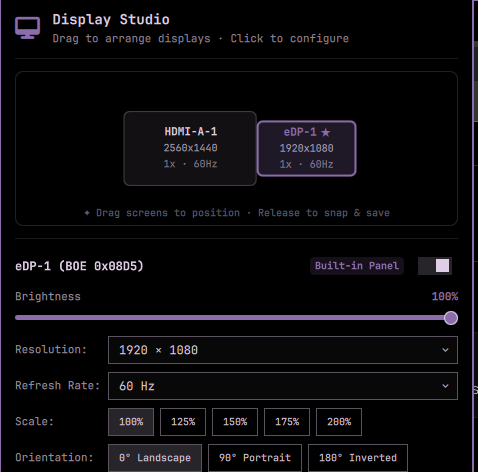 Display Studio
Drag to arrange displays · Click to configure
HDMI-A-1
2560x1440
1x · 60Hz
eDP-1 ★
1920x1080
1x · 60Hz
✦ Drag screens to position · Release to snap & save
eDP-1 (BOE 0x08D5)
Built-in Panel
Brightness
100%
Resolution:
1920 × 1080
Refresh Rate:
60 Hz
Scale:
100%
125%
150%
175%
200%
Orientation:
0° Landscape
90° Portrait
180° Inverted